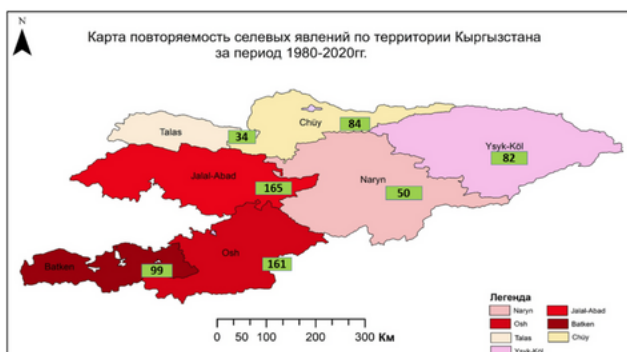 N
Карта повторяемость селевых явлений по территории Кыргызстана
за период 1980-2020гг.
Talas
34
Chüy
84
Ysyk-Köl
82
Jalal-Abad
165
Naryn
50
Osh
161
Batken
99
0 50 100 200 300 Км
Легенда
Naryn
Jalal-Abad
Osh
Batken
Talas
Chüy
Ysyk-Köl